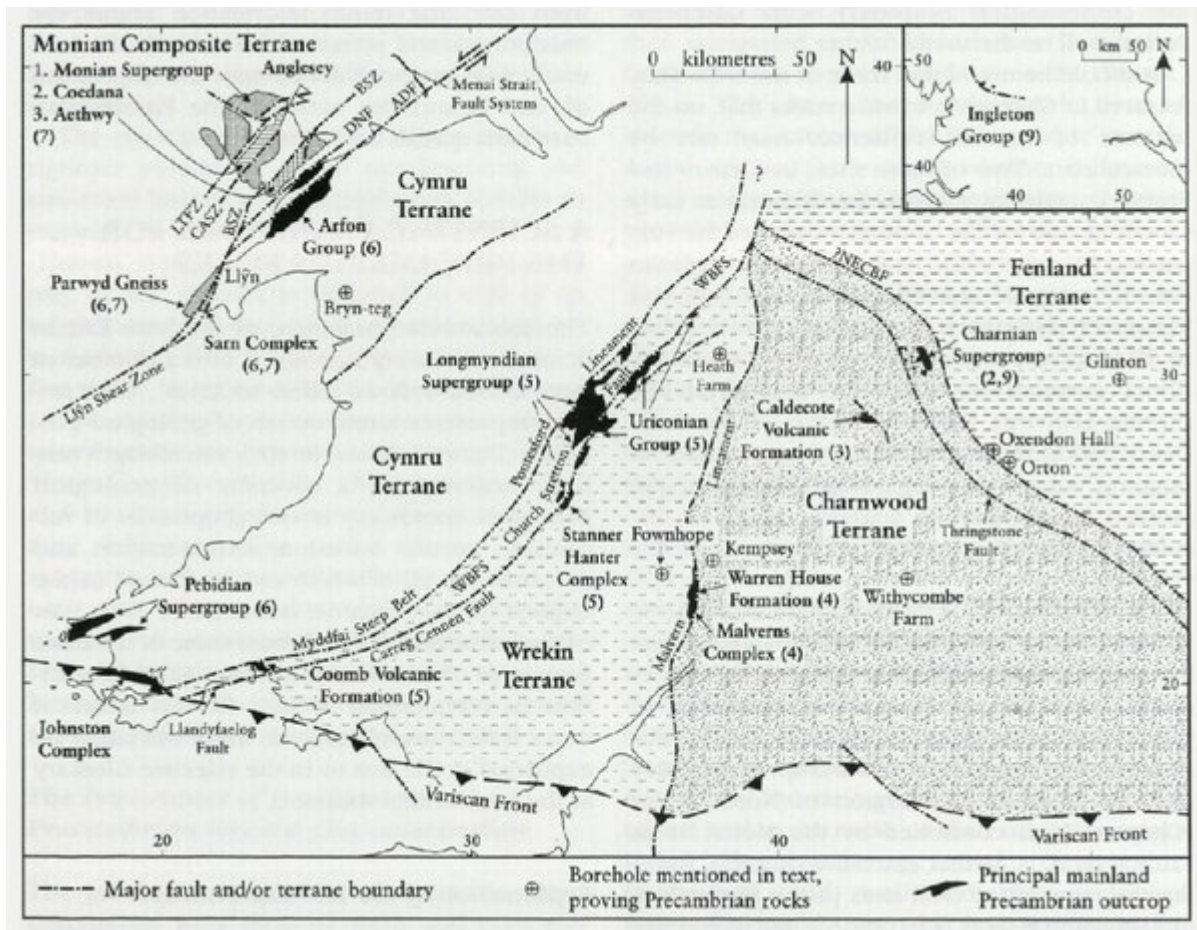 Monian Composite Terrane
1. Monian Supergroup
2. Coedana
3. Aethwy
(7)
Anglesey
BSZ
DNF
ADF
Menai Strait
Fault System
LTF
CASZ
BSZ
Cymru
Terrane
Arfon
Group (6)
Parwyd Gneiss
(6,7)
Llŷn
Bryn-teg
Sarn Complex
(6,7)
Llŷn Shear Zone
0 kilometres 50
N
0 km 50
N
50
40
Ingleton
Group (9)
40
50
WBFS
?NECBF
Fenland
Terrane
Charnian
Supergroup
(2,9)
Glinton
30
Longmyndian
Supergroup (5)
Lineament
Fault
Heath
Farm
Uriconian
Group (5)
Caldecote
Volcanic
Formation (3)
Oxendon Hall
Orton
Cymru
Terrane
Pontesford
Church Stretton
Lineament
Charnwood
Terrane
Thringstone
Fault
Stanner
Hanter
Complex
(5)
Fownhope
Kempsey
Warren House
Formation (4)
Withycombe
Farm
Pebidian
Supergroup (6)
WBFS
Myddfai Steep Belt
Carreg Cennen Fault
Malvern
Malverns
Complex (4)
Wrekin
Terrane
Coomb Volcanic
Formation (5)
20
Johnston
Complex
Llandyfaelog
Fault
Variscan Front
Variscan Front
20
30
40
Major fault and/or terrane boundary
Borehole mentioned in text,
proving Precambrian rocks
Principal mainland
Precambrian outcrop